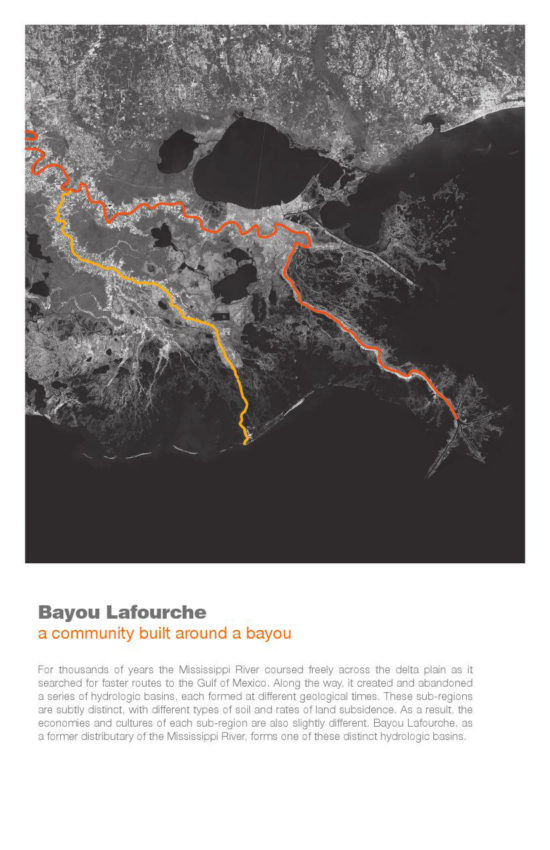 Bayou Lafourche
a community built around a bayou
For thousands of years the Mississippi River coursed freely across the delta plain as it
searched for faster routes to the Gulf of Mexico. Along the way, it created and abandoned
a series of hydrologic basins, each formed at different geological times. These sub-regions
are subtly distinct, with different types of soil and rates of land subsidence. As a result, the
economies and cultures of each sub-region are also slightly different. Bayou Lafourche, as
a former distributary of the Mississippi River, forms one of these distinct hydrologic basins.